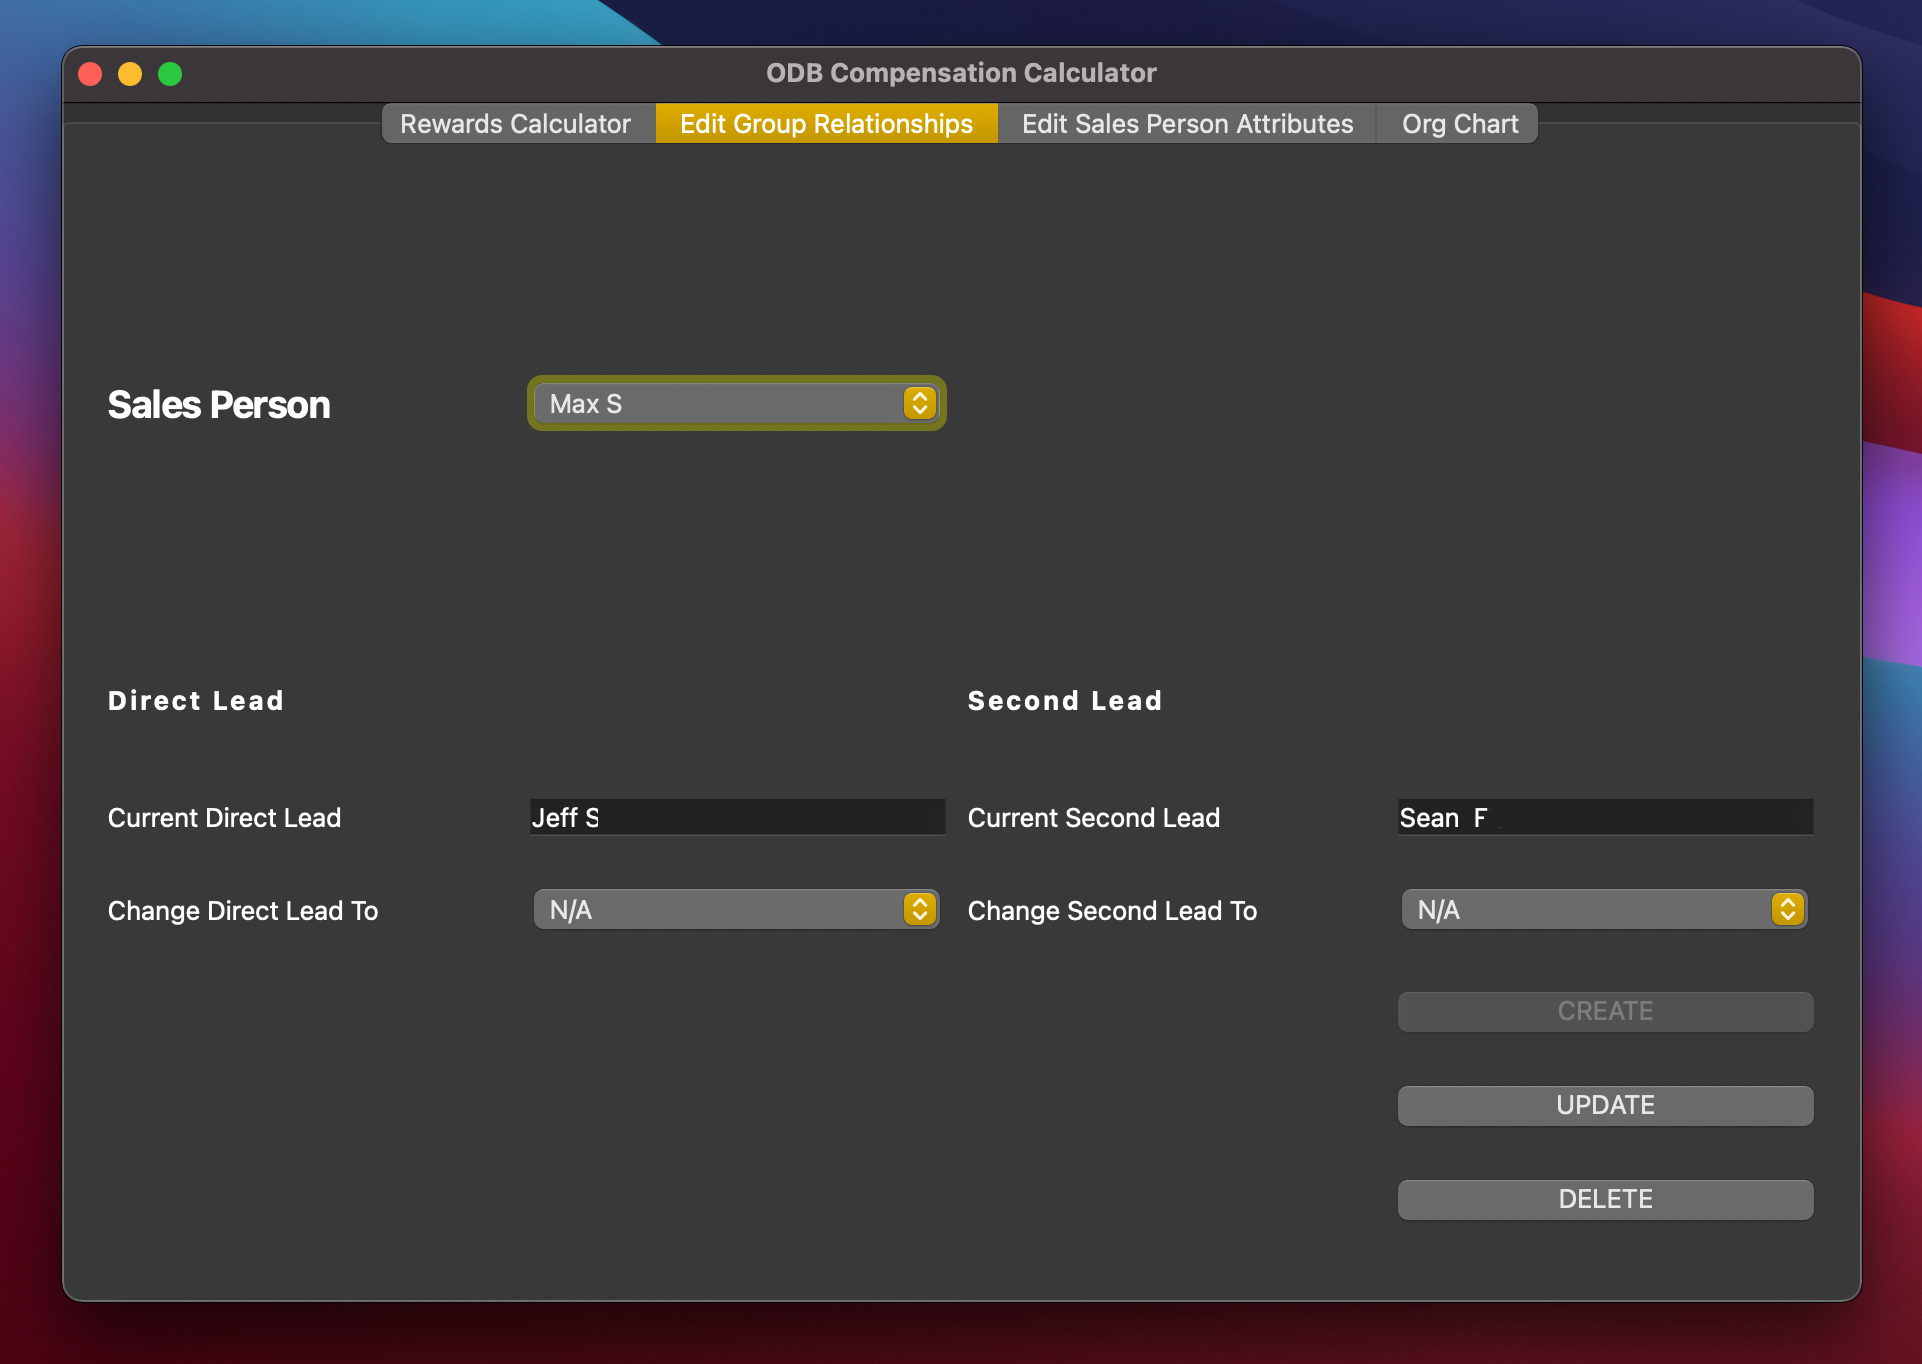 ODB Compensation Calculator
Rewards Calculator Edit Group Relationships Edit Sales Person Attributes Org Chart
Sales Person Max S
Direct Lead Second Lead
Current Direct Lead Jeff S Current Second Lead Sean F
Change Direct Lead To N/A Change Second Lead To N/A
CREATE
UPDATE
DELETE